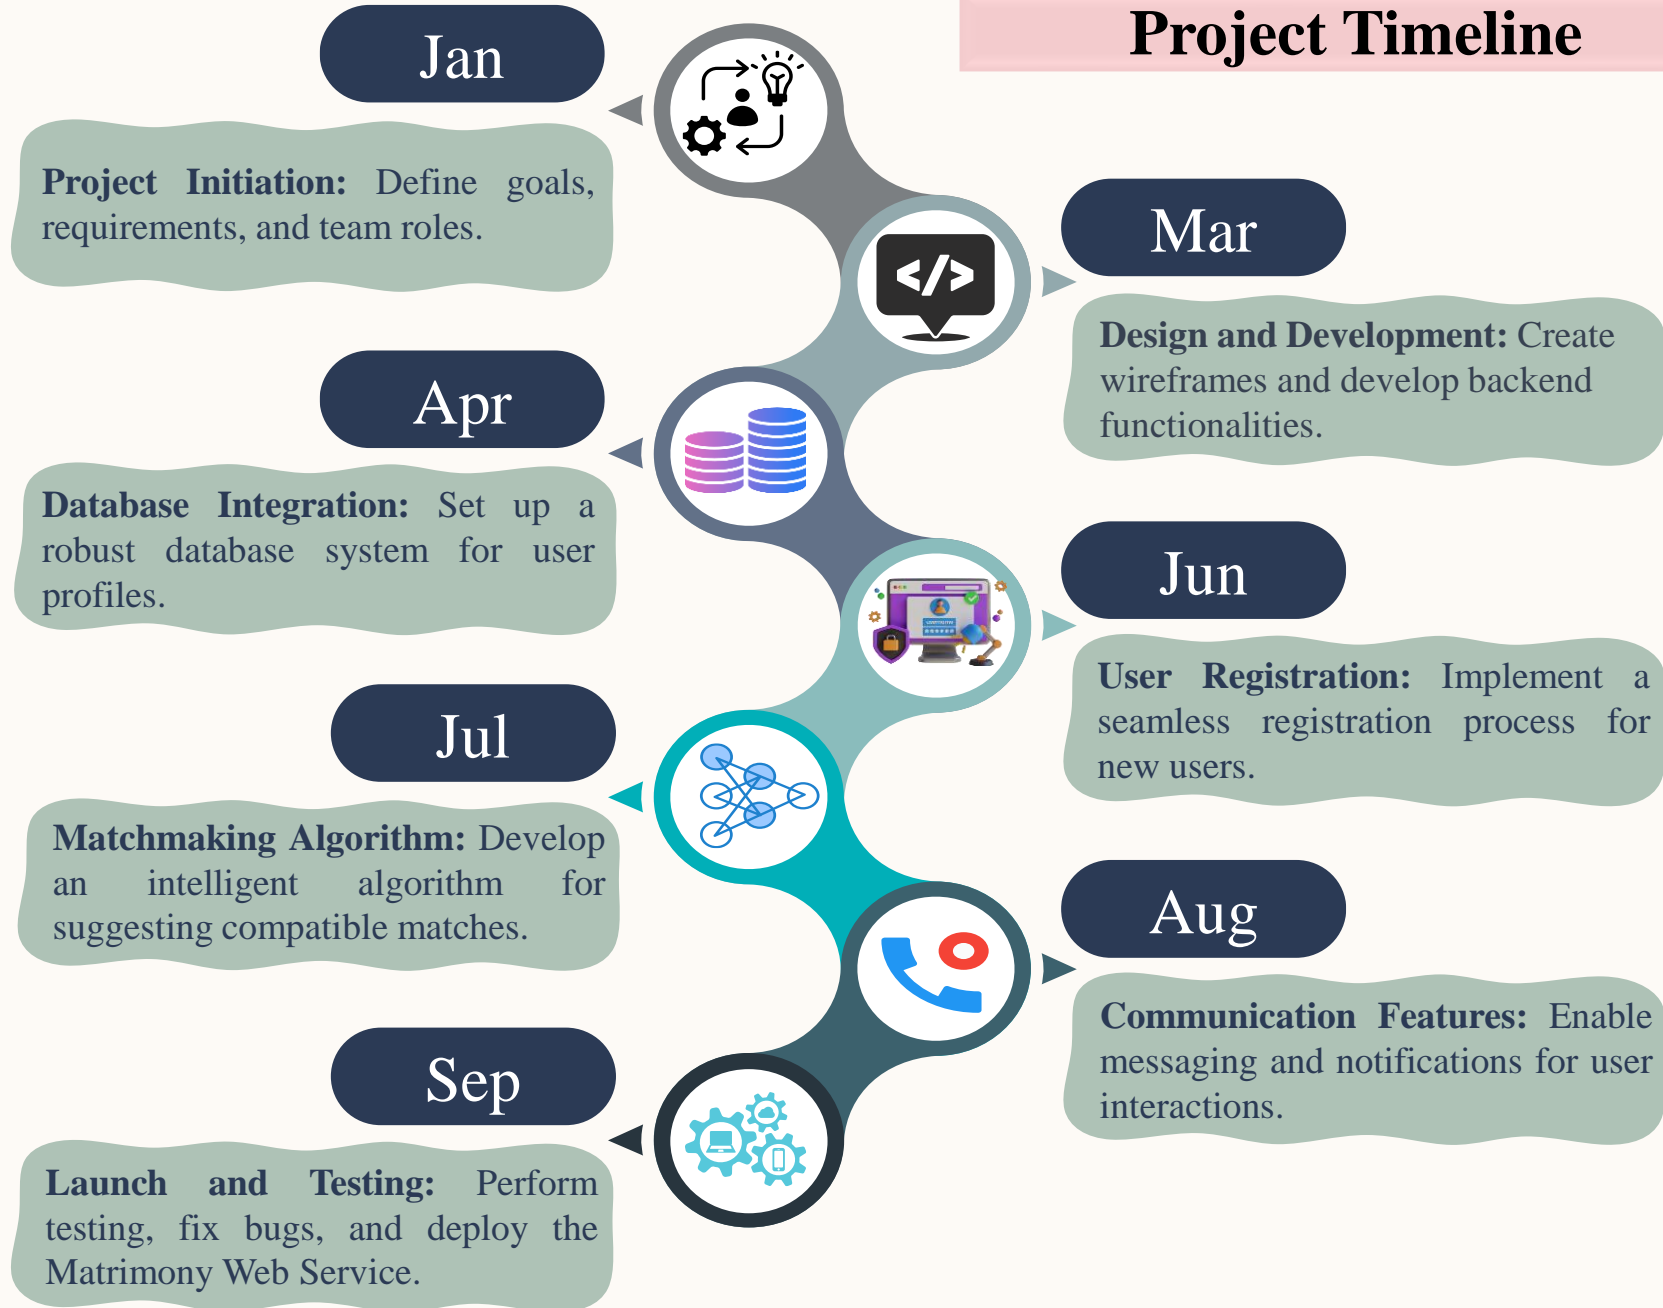 Project Timeline
Jan
Project Initiation: Define goals,
requirements, and team roles.
Mar
Design and Development: Create
wireframes and develop backend
functionalities.
Apr
Database Integration: Set up a
robust database system for user
profiles.
Jun
User Registration: Implement a
seamless registration process for
new users.
Jul
Matchmaking Algorithm: Develop
an intelligent algorithm for
suggesting compatible matches.
Aug
Communication Features: Enable
messaging and notifications for user
interactions.
Sep
Launch and Testing: Perform
testing, fix bugs, and deploy the
Matrimony Web Service.